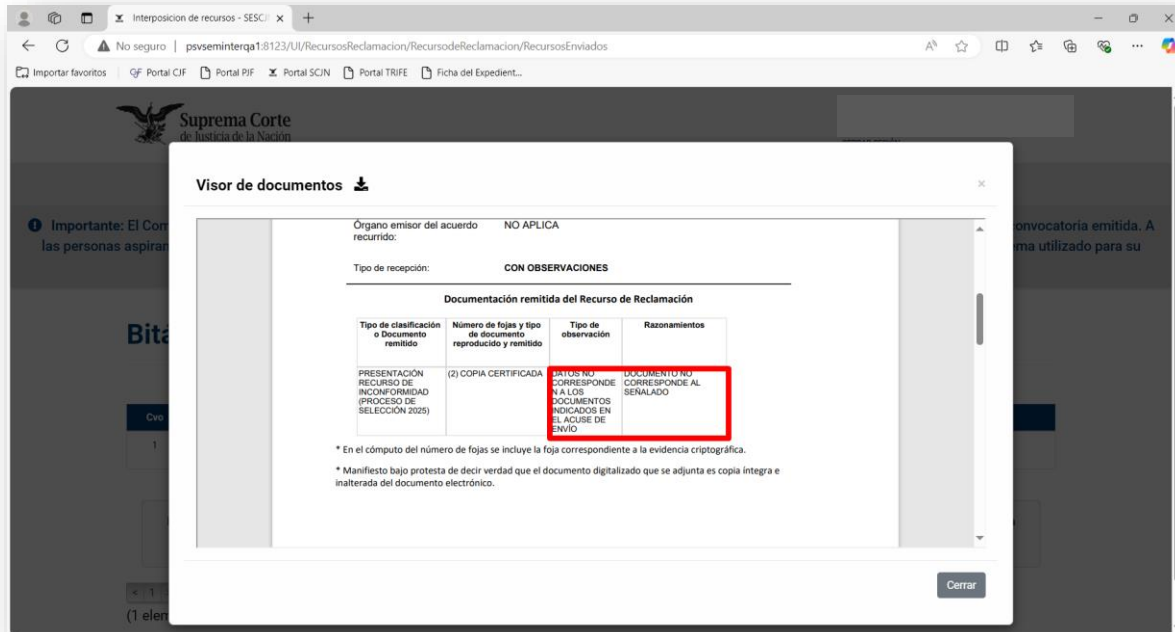 Interposicion de recursos - SESCJ
No seguro | psvseminterqa1:8123/UI/RecursosReclamacion/RecursodeReclamacion/RecursosEnviados
Importar favoritos
Portal CJF
Portal PJF
Portal SCJN
Portal TRIFE
Ficha del Expedient...
Suprema Corte
de Justicia de la Nación
Visor de documentos
Importante: El Con
onvocatoria emitida. A
las personas aspiran
ma utilizado para su
Bitá
Cvo
1
Órgano emisor del acuerdo NO APLICA
recurrido:
Tipo de recepción: CON OBSERVACIONES
Documentación remitida del Recurso de Reclamación
Tipo de clasificación
o Documento
remitido
Número de fojas y tipo
de documento
reproducido y remitido
Tipo de
observación
Razonamientos
PRESENTACIÓN
RECURSO DE
INCONFORMIDAD
(PROCESO DE
SELECCIÓN 2025)
(2) COPIA CERTIFICADA
DATOS NO
CORRESPONDE
N A LOS
DOCUMENTOS
INDICADOS EN
EL ACUSE DE
ENVÍO
DOCUMENTO NO
CORRESPONDE AL
SEÑALADO
* En el cómputo del número de fojas se incluye la foja correspondiente a la evidencia criptográfica.
* Manifiesto bajo protesta de decir verdad que el documento digitalizado que se adjunta es copia íntegra e
inalterada del documento electrónico.
Cerrar
< 1
(1 elem